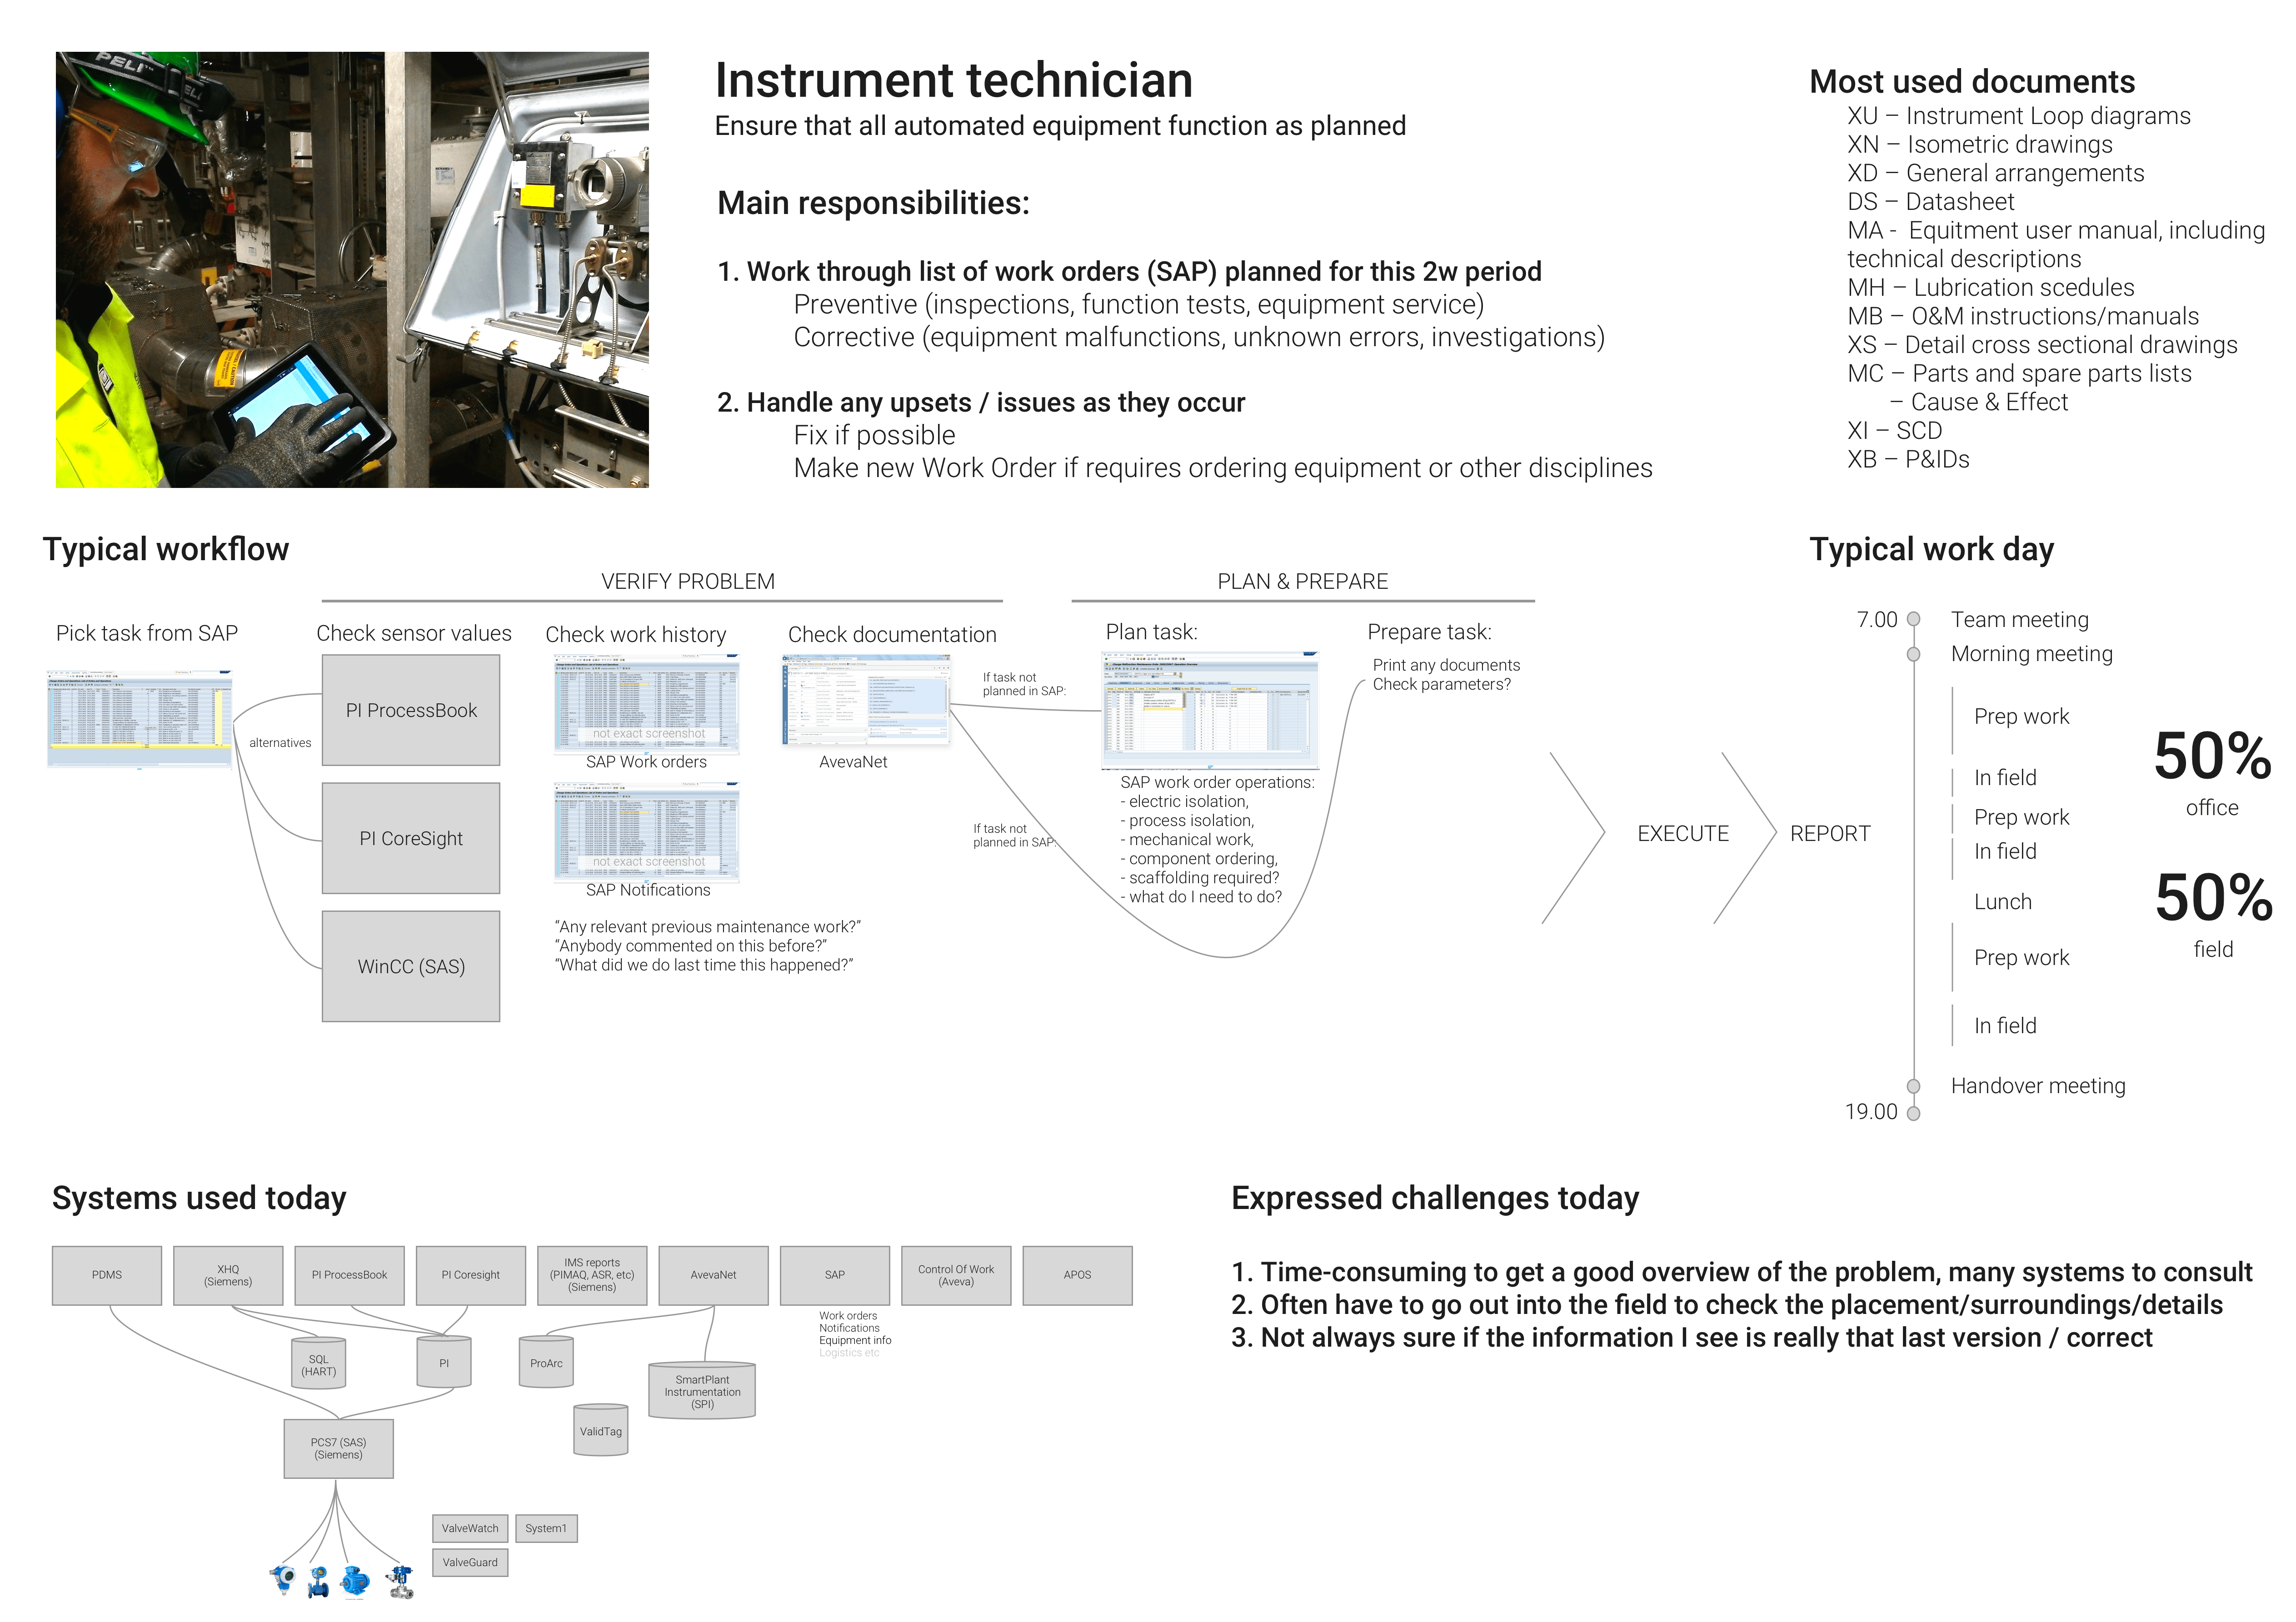 Instrument technician
Ensure that all automated equipment function as planned
Main responsibilities:
1. Work through list of work orders (SAP) planned for this 2w period
Preventive (inspections, function tests, equipment service)
Corrective (equipment malfunctions, unknown errors, investigations)
2. Handle any upsets / issues as they occur
Fix if possible
Make new Work Order if requires ordering equipment or other disciplines
Most used documents
XU – Instrument Loop diagrams
XN – Isometric drawings
XD – General arrangements
DS – Datasheet
MA -  Equitment user manual, including
technical descriptions
MH – Lubrication scedules
MB – O&M instructions/manuals
XS – Detail cross sectional drawings
MC – Parts and spare parts lists
– Cause & Effect
XI – SCD
XB – P&IDs
PELI
PELI
Typical workflow
VERIFY PROBLEM
PLAN & PREPARE
Pick task from SAP
Check sensor values
Check work history
Check documentation
Plan task:
Prepare task:
alternatives
PI ProcessBook
PI CoreSight
WinCC (SAS)
not exact screenshot
SAP Work orders
not exact screenshot
SAP Notifications
“Any relevant previous maintenance work?”
“Anybody commented on this before?”
“What did we do last time this happened?”
AvevaNet
If task not
planned in SAP:
If task not
planned in SAP:
SAP work order operations:
- electric isolation,
- process isolation,
- mechanical work,
- component ordering,
- scaffolding required?
- what do I need to do?
Print any documents
Check parameters?
EXECUTE
REPORT
Typical work day
7.00
Team meeting
Morning meeting
Prep work
In field
Prep work
In field
Lunch
Prep work
In field
Handover meeting
19.00
50%
office
50%
field
Systems used today
PDMS
XHQ
(Siemens)
PI ProcessBook
PI Coresight
IMS reports
(PIMAQ, ASR, etc)
(Siemens)
AvevaNet
SAP
Control Of Work
(Aveva)
APOS
Work orders
Notifications
Equipment info
Logistics etc
SQL
(HART)
PI
ProArc
SmartPlant
Instrumentation
(SPI)
ValidTag
PCS7 (SAS)
(Siemens)
ValveWatch
System1
ValveGuard
Expressed challenges today
1. Time-consuming to get a good overview of the problem, many systems to consult
2. Often have to go out into the field to check the placement/surroundings/details
3. Not always sure if the information I see is really that last version / correct